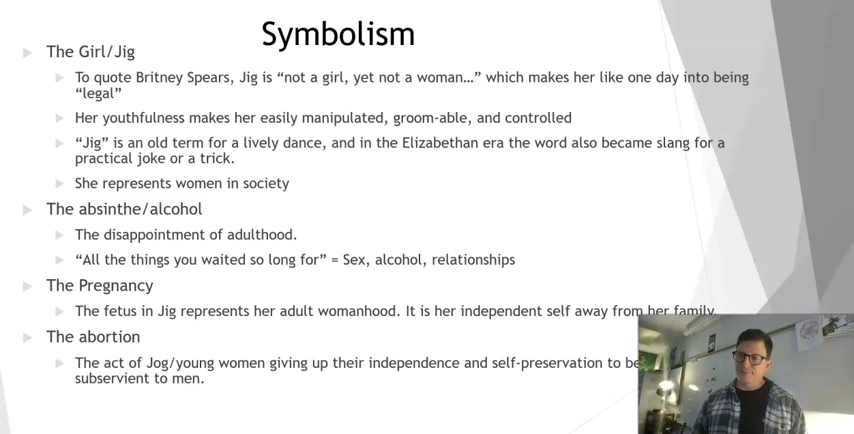 Symbolism
The Girl/Jig
To quote Britney Spears, Jig is “not a girl, yet not a woman…” which makes her like one day into being
“legal”
Her youthfulness makes her easily manipulated, groom-able, and controlled
“Jig” is an old term for a lively dance, and in the Elizabethan era the word also became slang for a
practical joke or a trick.
She represents women in society
The absinthe/alcohol
The disappointment of adulthood.
“All the things you waited so long for” = Sex, alcohol, relationships
The Pregnancy
The fetus in Jig represents her adult womanhood. It is her independent self away from her family.
The abortion
The act of Jog/young women giving up their independence and self-preservation to be
subservient to men.